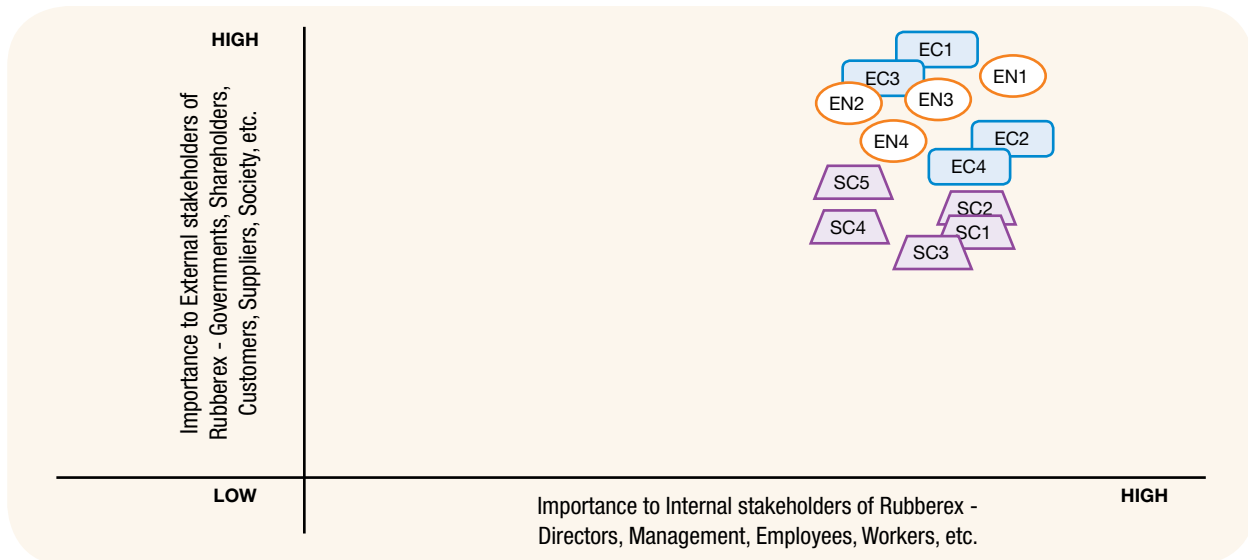 HIGH
Importance to External stakeholders of
Rubberex - Governments, Shareholders,
Customers, Suppliers, Society, etc.
EC1
EC3
EN1
EN2
EN3
EN4
EC2
EC4
SC5
SC2
SC4
SC1
SC3
LOW
HIGH
Importance to Internal stakeholders of Rubberex -
Directors, Management, Employees, Workers, etc.